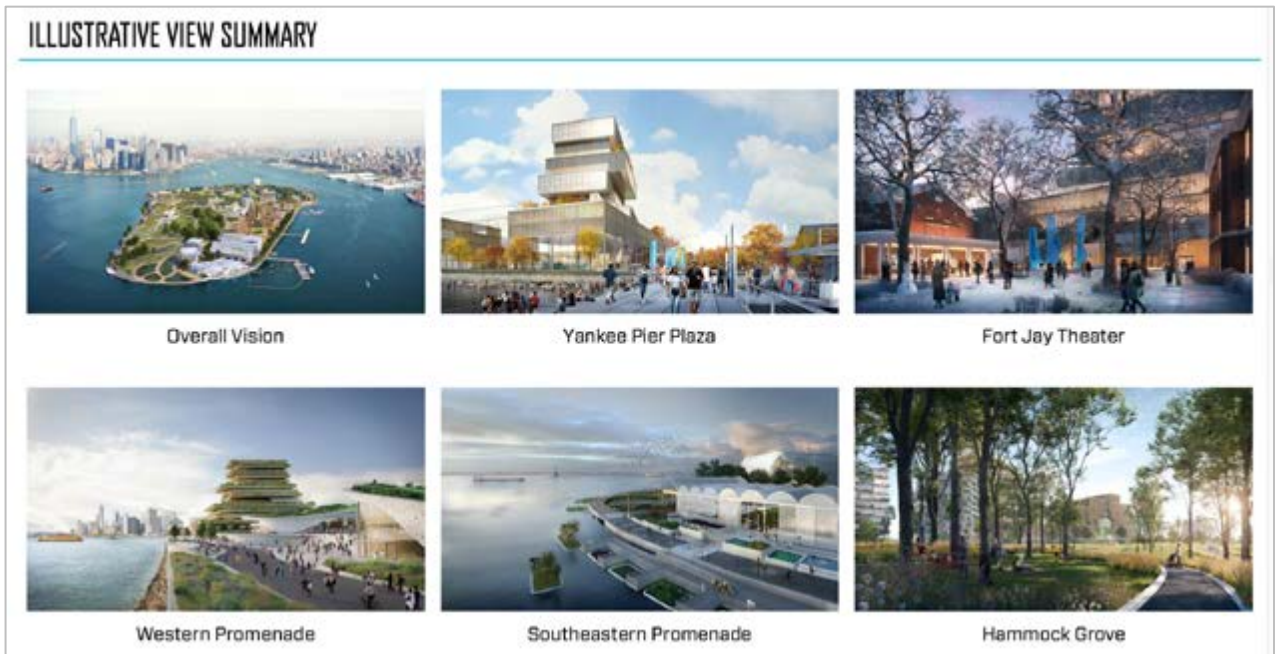 ILLUSTRATIVE VIEW SUMMARY
Overall Vision
Yankee Pier Plaza
Fort Jay Theater
Western Promenade
Southeastern Promenade
Hammock Grove